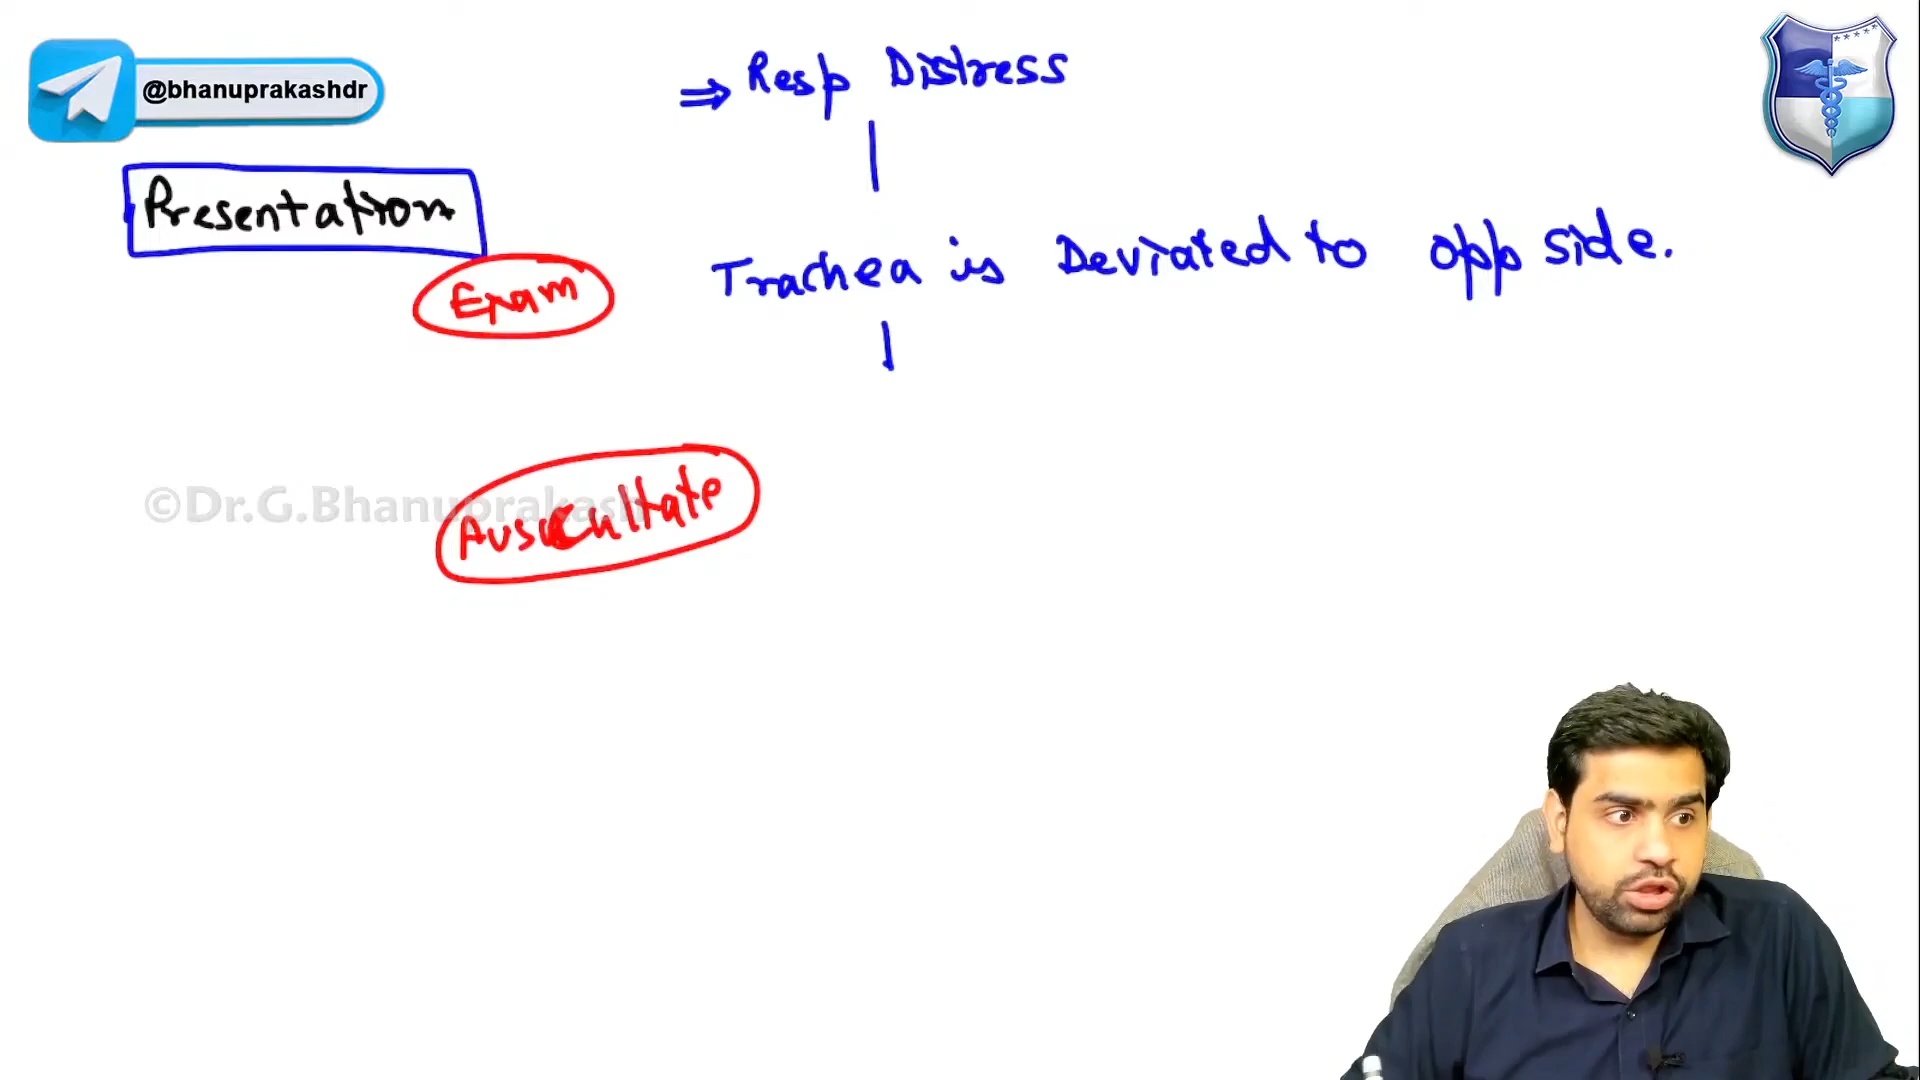 @bhanuprakashdr
⇒ Resp Distress
Presentation
Exam
Trachea is Deviated to opp side.
©Dr.G.Bhanuprakash
Auscultate